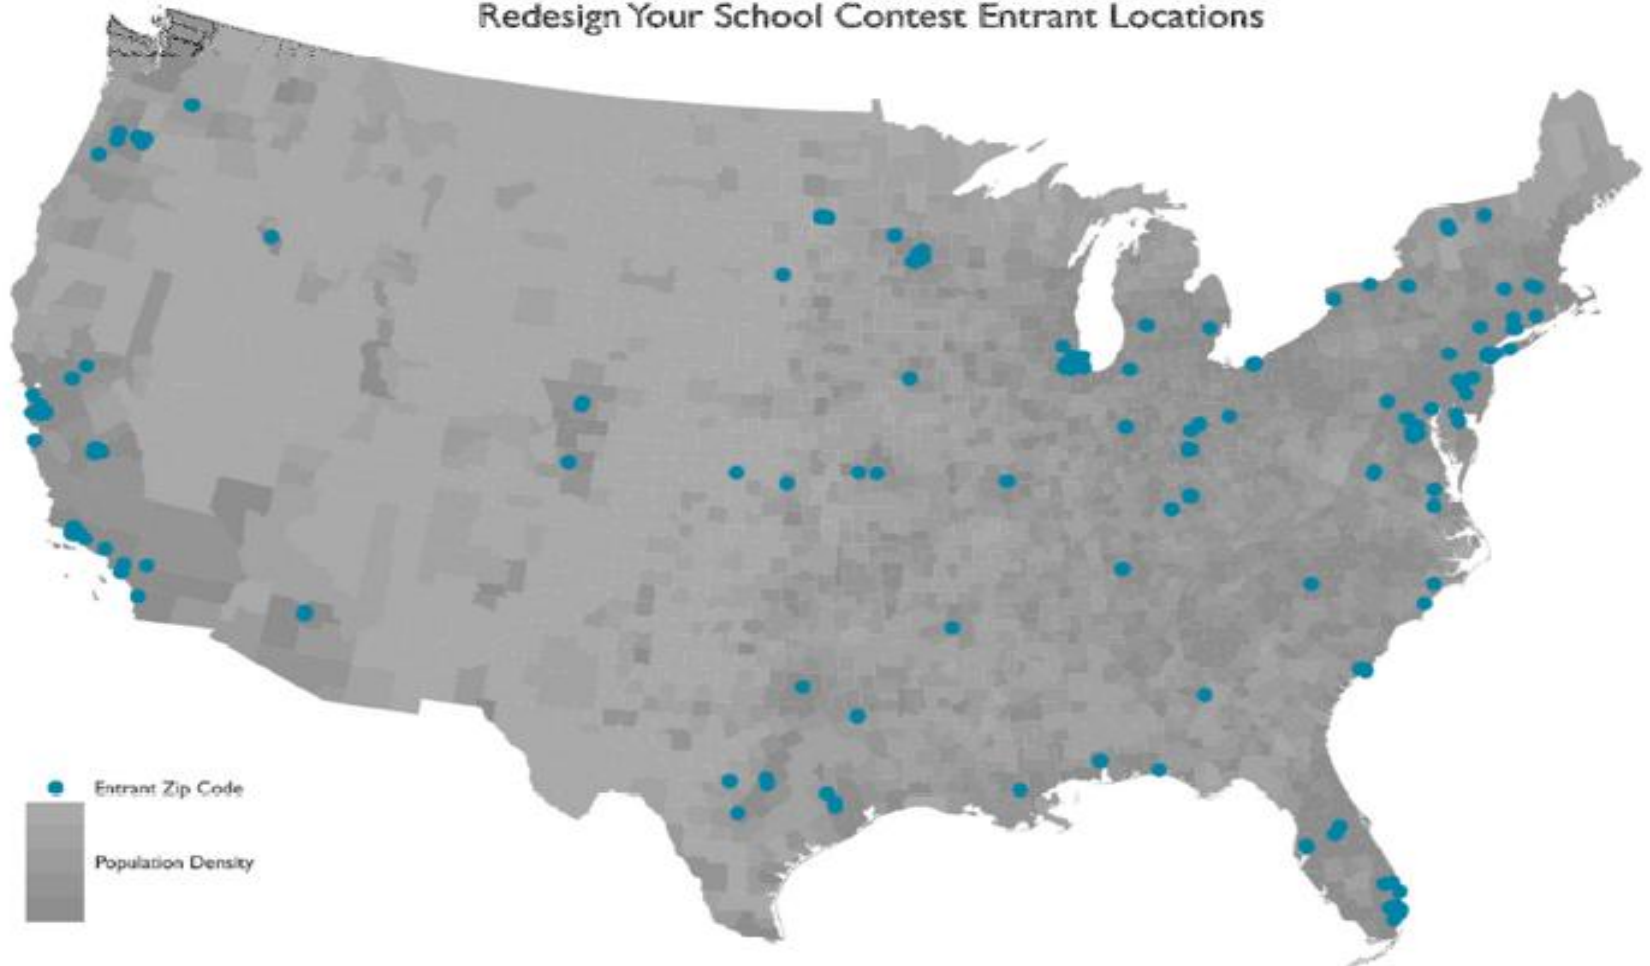 Redesign Your School Contest Entrant Locations
Entrant Zip Code
Population Density